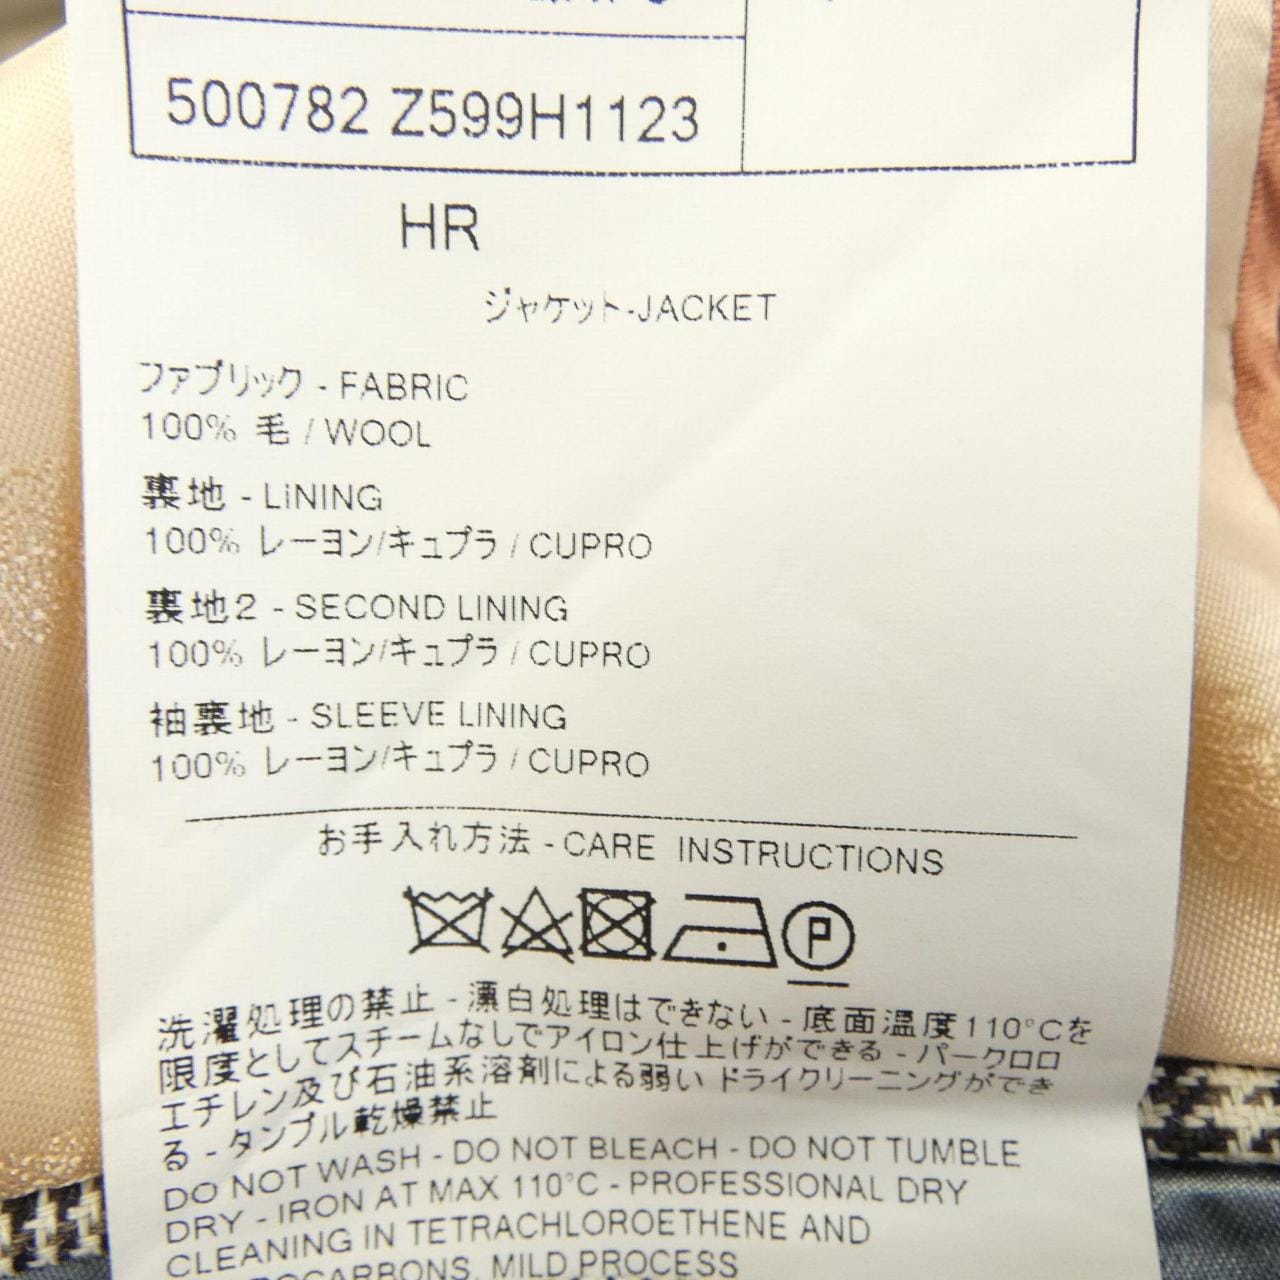 500782 Z599H1123
HR
ジャケット-JACKET
ファブリック - FABRIC
100% 毛 / WOOL
裏地 - LiNING
100% レーヨン/キュプラ / CUPRO
裏地2 - SECOND LINING
100% レーヨン/キュプラ / CUPRO
袖裏地 - SLEEVE LINING
100% レーヨン/キュプラ / CUPRO
お手入れ方法 - CARE INSTRUCTIONS
P
洗濯処理の禁止 - 漂白処理はできない - 底面温度110°Cを
限度としてスチームなしでアイロン仕上げができる - パークロロ
エチレン及び石油系溶剤による弱い ドライクリーニングができ
る - タンブル乾燥禁止
DO NOT WASH - DO NOT BLEACH - DO NOT TUMBLE
DRY - IRON AT MAX 110°C - PROFESSIONAL DRY
CLEANING IN TETRACHLOROETHENE AND
MILD PROCESS